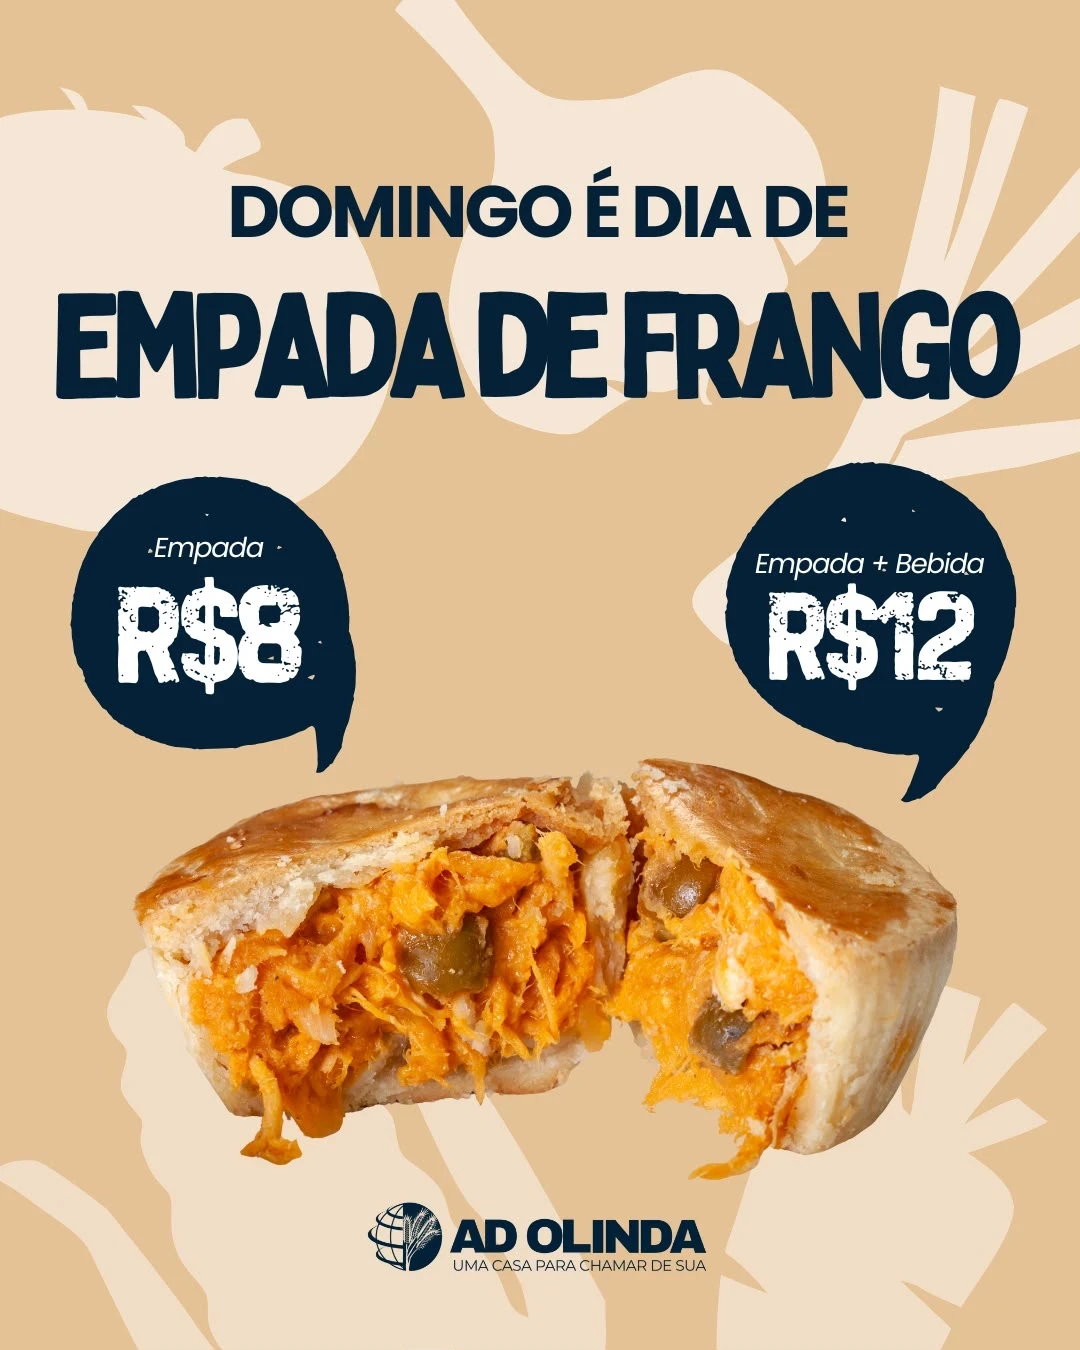 DOMINGO É DIA DE
EMPADA DE FRANGO
Empada
R$8
Empada + Bebida
R$12
AD OLINDA
UMA CASA PARA CHAMAR DE SUA